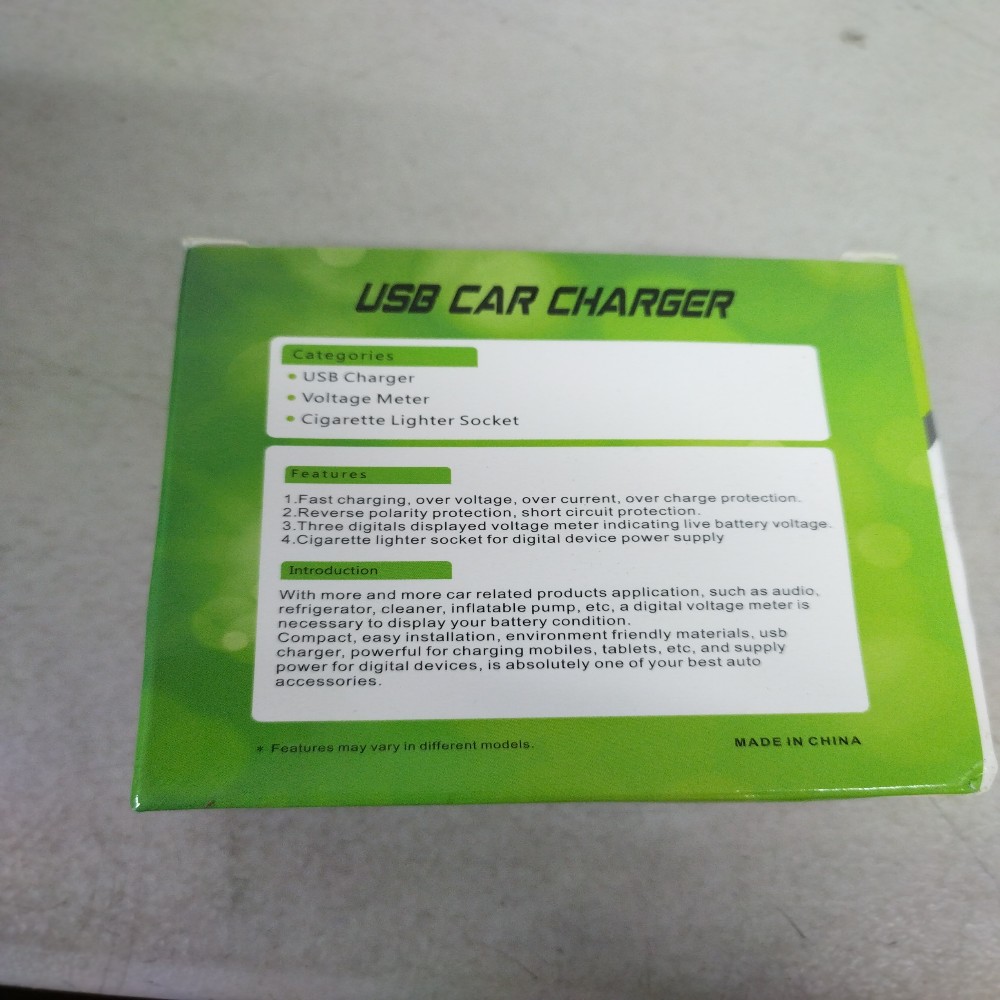 USB CAR CHARGER
Categories
• USB Charger
• Voltage Meter
• Cigarette Lighter Socket
Features
1.Fast charging, over voltage, over current, over charge protection.
2.Reverse polarity protection, short circuit protection.
3.Three digitals displayed voltage meter indicating live battery voltage.
4.Cigarette lighter socket for digital device power supply
Introduction
With more and more car related products application, such as audio,
refrigerator, cleaner, inflatable pump, etc, a digital voltage meter is
necessary to display your battery condition.
Compact, easy installation, environment friendly materials, usb
charger, powerful for charging mobiles, tablets, etc, and supply
power for digital devices, is absolutely one of your best auto
accessories.
* Features may vary in different models.
MADE IN CHINA